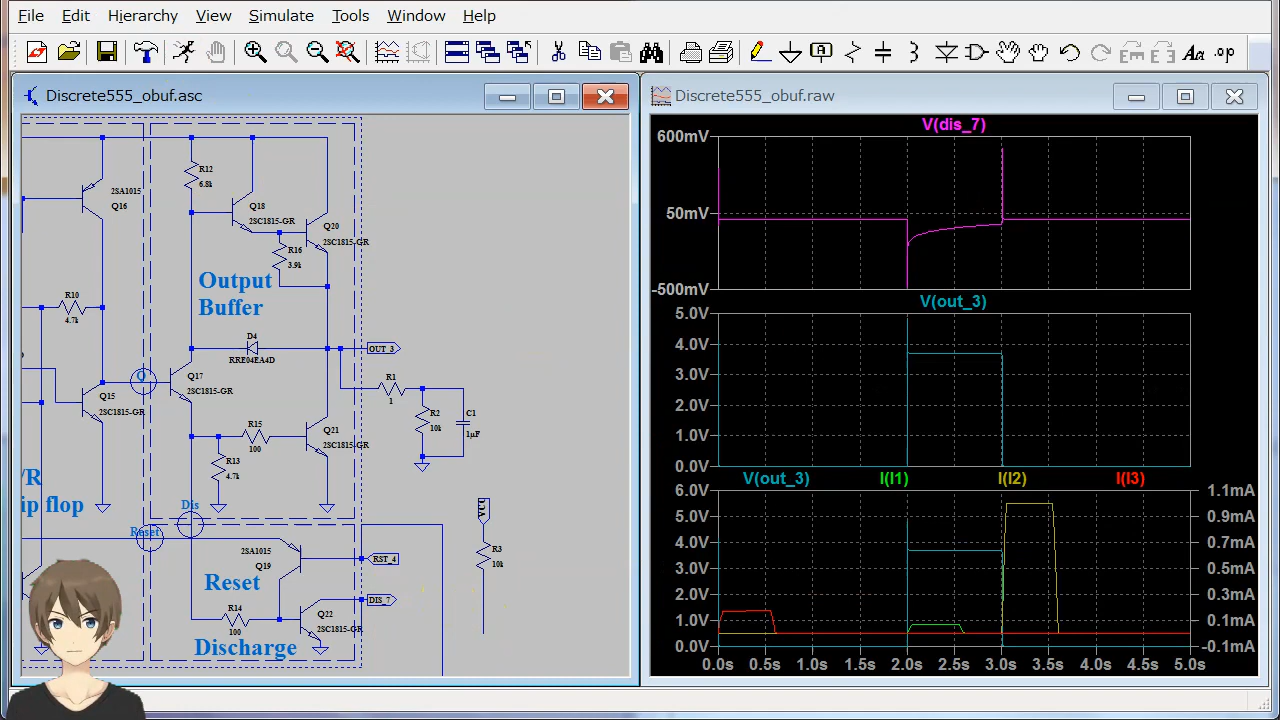 File Edit Hierarchy View Simulate Tools Window Help
.op
Discrete555_obuf.asc
R12
6.8k
2SA1015
Q16
Q18
2SC1815-GR
Q20
2SC1815-GR
R16
3.9k
Output
Buffer
R10
4.7k
D4
RRE04EA4D
OUT_3
Q
Q17
2SC1815-GR
R1
1
Q15
2SC1815-GR
R2
10k
C1
1µF
R15
100
Q21
2SC1815-GR
R13
4.7k
/R
ip flop
Dis
VCC
Reset
2SA1015
Q19
RST_4
R3
10k
Reset
DIS_7
R14
100
Q22
2SC1815-GR
Discharge
Discrete555_obuf.raw
V(dis_7)
600mV
50mV
-500mV
V(out_3)
5.0V
4.0V
3.0V
2.0V
1.0V
0.0V
V(out_3) I(I1) I(I2) I(I3)
6.0V 1.1mA
5.0V 0.9mA
4.0V 0.7mA
3.0V 0.5mA
2.0V 0.3mA
1.0V 0.1mA
0.0V -0.1mA
0.0s 0.5s 1.0s 1.5s 2.0s 2.5s 3.0s 3.5s 4.0s 4.5s 5.0s